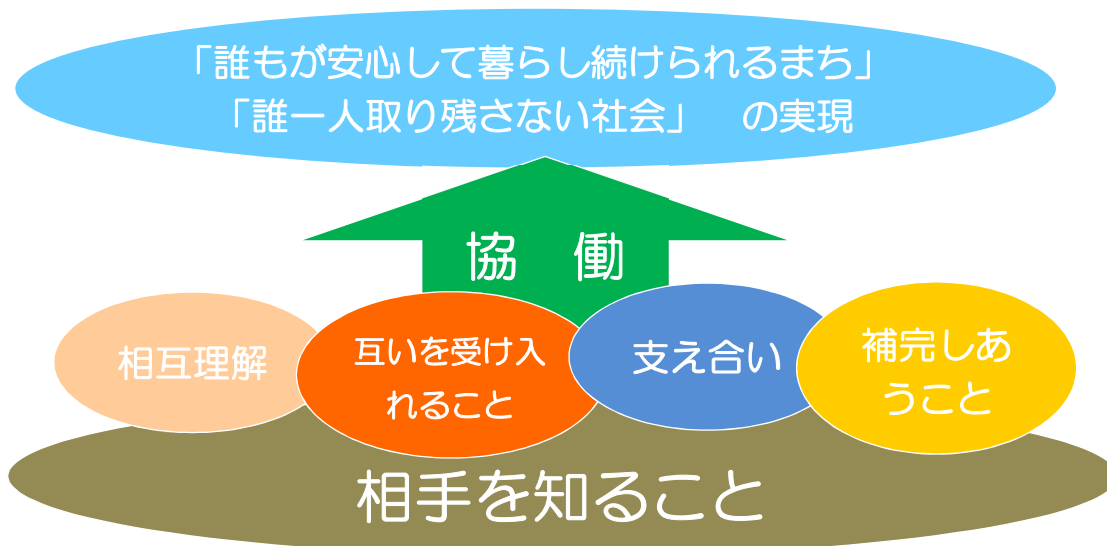 「誰もが安心して暮らし続けられるまち」
「誰一人取り残さない社会」　の実現
協　働
相互理解
互いを受け入
れること
支え合い
補完しあ
うこと
相手を知ること